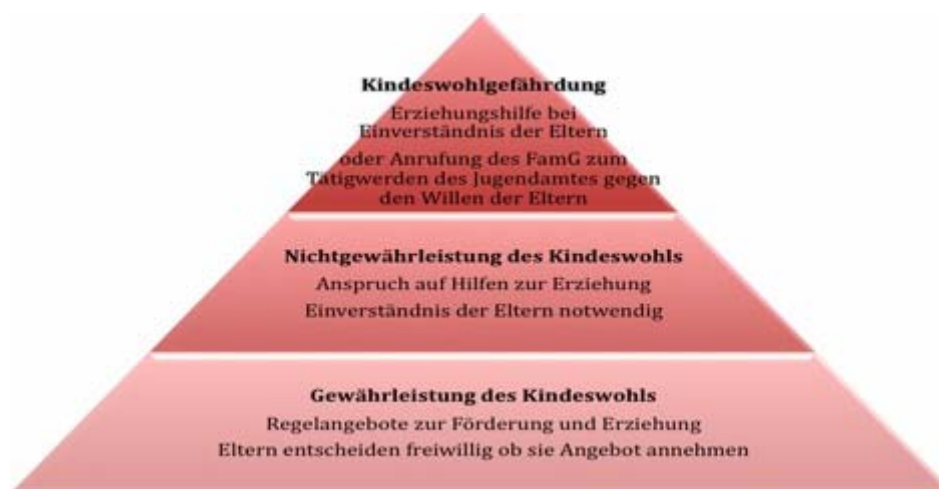 Kindeswohlgefährdung
Erziehungshilfe bei
Einverständnis der Eltern
oder Anrufung des FamG zum
Tätigwerden des Jugendamtes gegen
den Willen der Eltern
Nichtgewährleistung des Kindeswohls
Anspruch auf Hilfen zur Erziehung
Einverständnis der Eltern notwendig
Gewährleistung des Kindeswohls
Regelangebote zur Förderung und Erziehung
Eltern entscheiden freiwillig ob sie Angebot annehmen